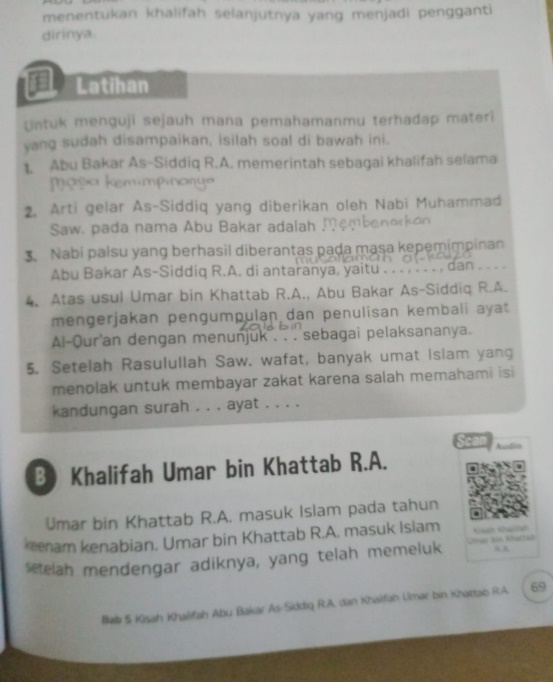 menentukan khalifah selanjutnya yang menjadi pengganti
dirinya.
Latihan
Untuk menguji sejauh mana pemahamanmu terhadap materi
yang sudah disampaikan, isilah soal di bawah ini.
1. Abu Bakar As-Siddiq R.A. memerintah sebagai khalifah selama
masa kemimpinanya
2. Arti gelar As-Siddiq yang diberikan oleh Nabi Muhammad
Saw. pada nama Abu Bakar adalah membenarkan
3. Nabi palsu yang berhasil diberantas pada masa kepemimpinan
Abu Bakar As-Siddiq R.A. di antaranya, yaitu . . . . . . . , dan . . . .
4. Atas usul Umar bin Khattab R.A., Abu Bakar As-Siddiq R.A.
mengerjakan pengumpulan dan penulisan kembali ayat
Zaid bin
Al-Qur'an dengan menunjuk . . . sebagai pelaksananya.
5. Setelah Rasulullah Saw. wafat, banyak umat Islam yang
menolak untuk membayar zakat karena salah memahami isi
kandungan surah . . . ayat . . . .
Scan Audio
B Khalifah Umar bin Khattab R.A.
Umar bin Khattab R.A. masuk Islam pada tahun
keenam kenabian. Umar bin Khattab R.A. masuk Islam
setelah mendengar adiknya, yang telah memeluk
Kisah Khalifah
Umar bin Khattab
R.A.
Bab 5 Kisah Khalifah Abu Bakar As-Siddiq R.A. dan Khalifah Umar bin Khattab R.A. 69